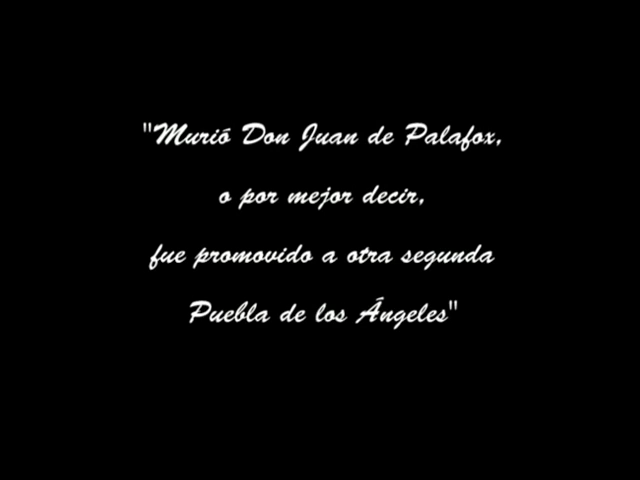 "Murió Don Juan de Palafox,
o por mejor decir,
fue promovido a otra segunda
Puebla de los Ángeles"